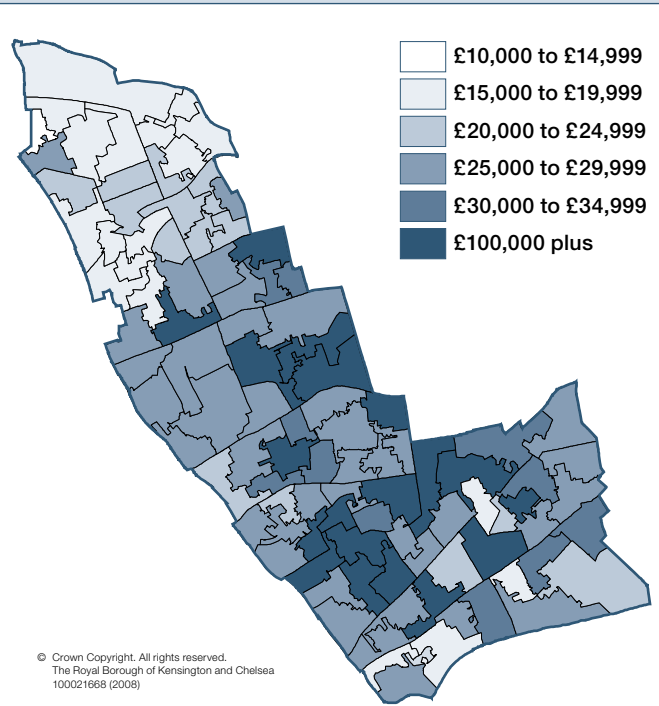 £10,000 to £14,999
£15,000 to £19,999
£20,000 to £24,999
£25,000 to £29,999
£30,000 to £34,999
£100,000 plus
© Crown Copyright. All rights reserved.
The Royal Borough of Kensington and Chelsea
100021668 (2008)